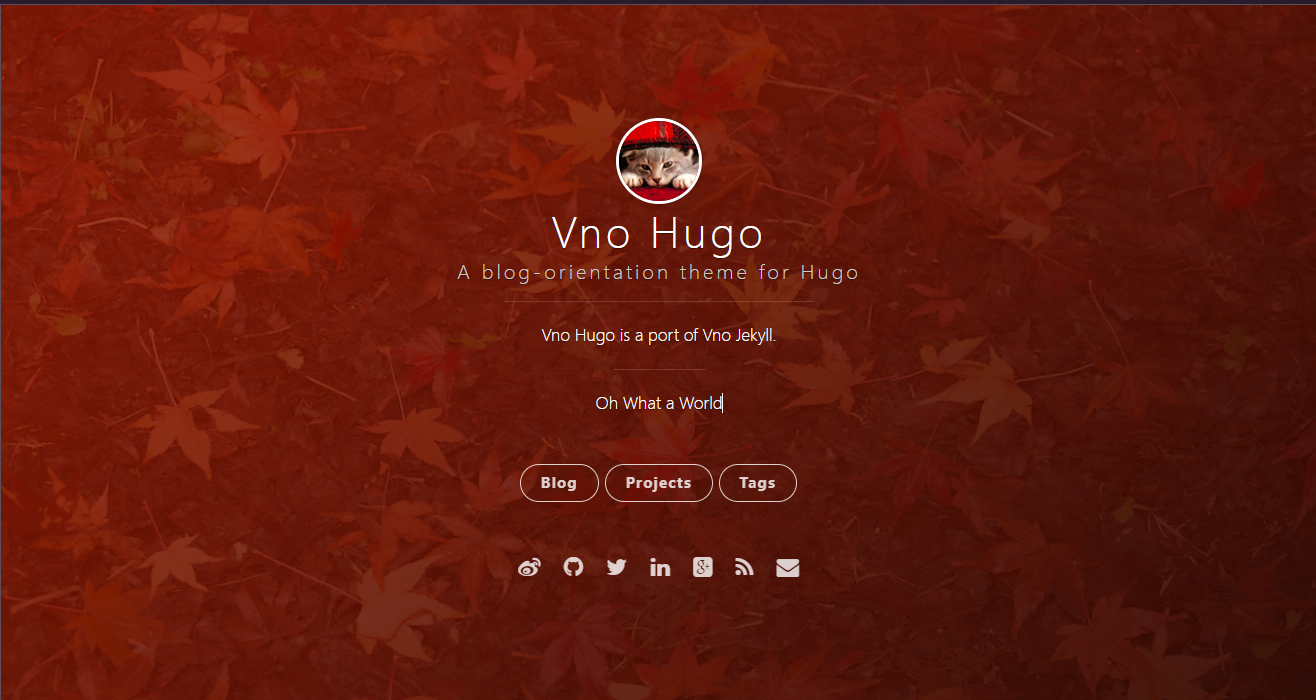 Vno Hugo
A blog-orientation theme for Hugo
Vno Hugo is a port of Vno Jekyll.
Oh What a World
Blog Projects Tags